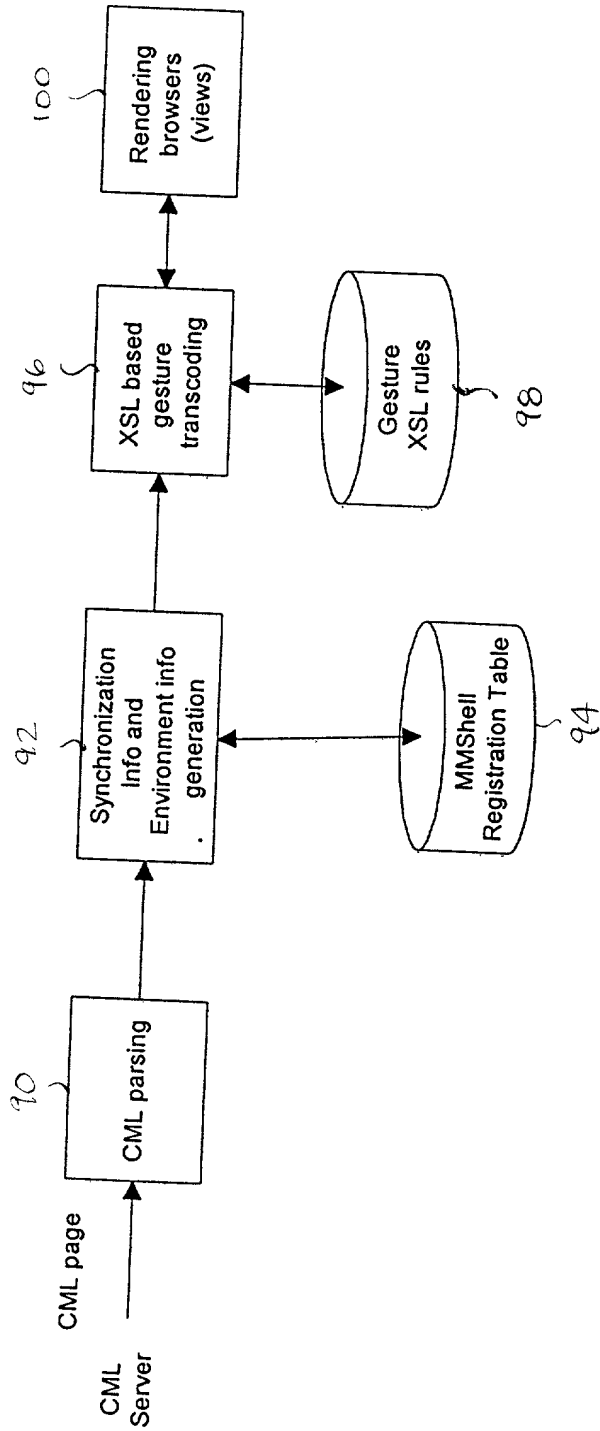 CML
Server
CML page
90
CML parsing
92
Synchronization
Info and
Environment info
generation
94
MMShell
Registration Table
96
XSL based
gesture
transcoding
98
Gesture
XSL rules
100
Rendering
browsers
(views)